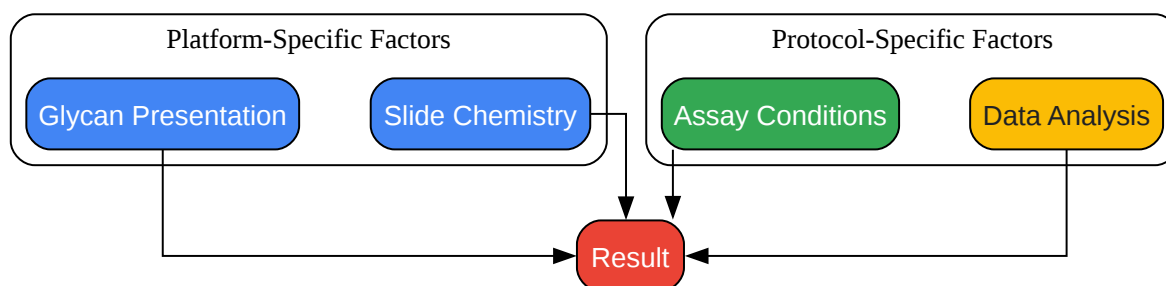 Platform-Specific Factors
Protocol-Specific Factors
Glycan Presentation
Slide Chemistry
Assay Conditions
Data Analysis
Result